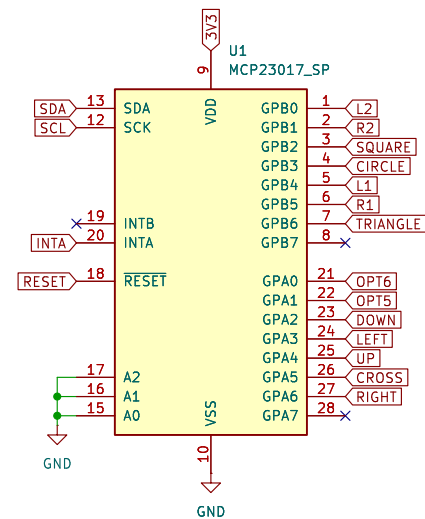 3V3
U1
MCP23017_SP
9
VDD
SDA 13 SDA GPB0 1 L2
SCL 12 SCK GPB1 2 R2
GPB2 3 SQUARE
GPB3 4 CIRCLE
GPB4 5 L1
GPB5 6 R1
19 INTB GPB6 7 TRIANGLE
INTA 20 INTA GPB7 8
RESET 18 RESET GPA0 21 OPT6
GPA1 22 OPT5
GPA2 23 DOWN
GPA3 24 LEFT
GPA4 25 UP
17 A2 GPA5 26 CROSS
16 A1 GPA6 27 RIGHT
15 A0 GPA7 28
VSS
10
GND
GND